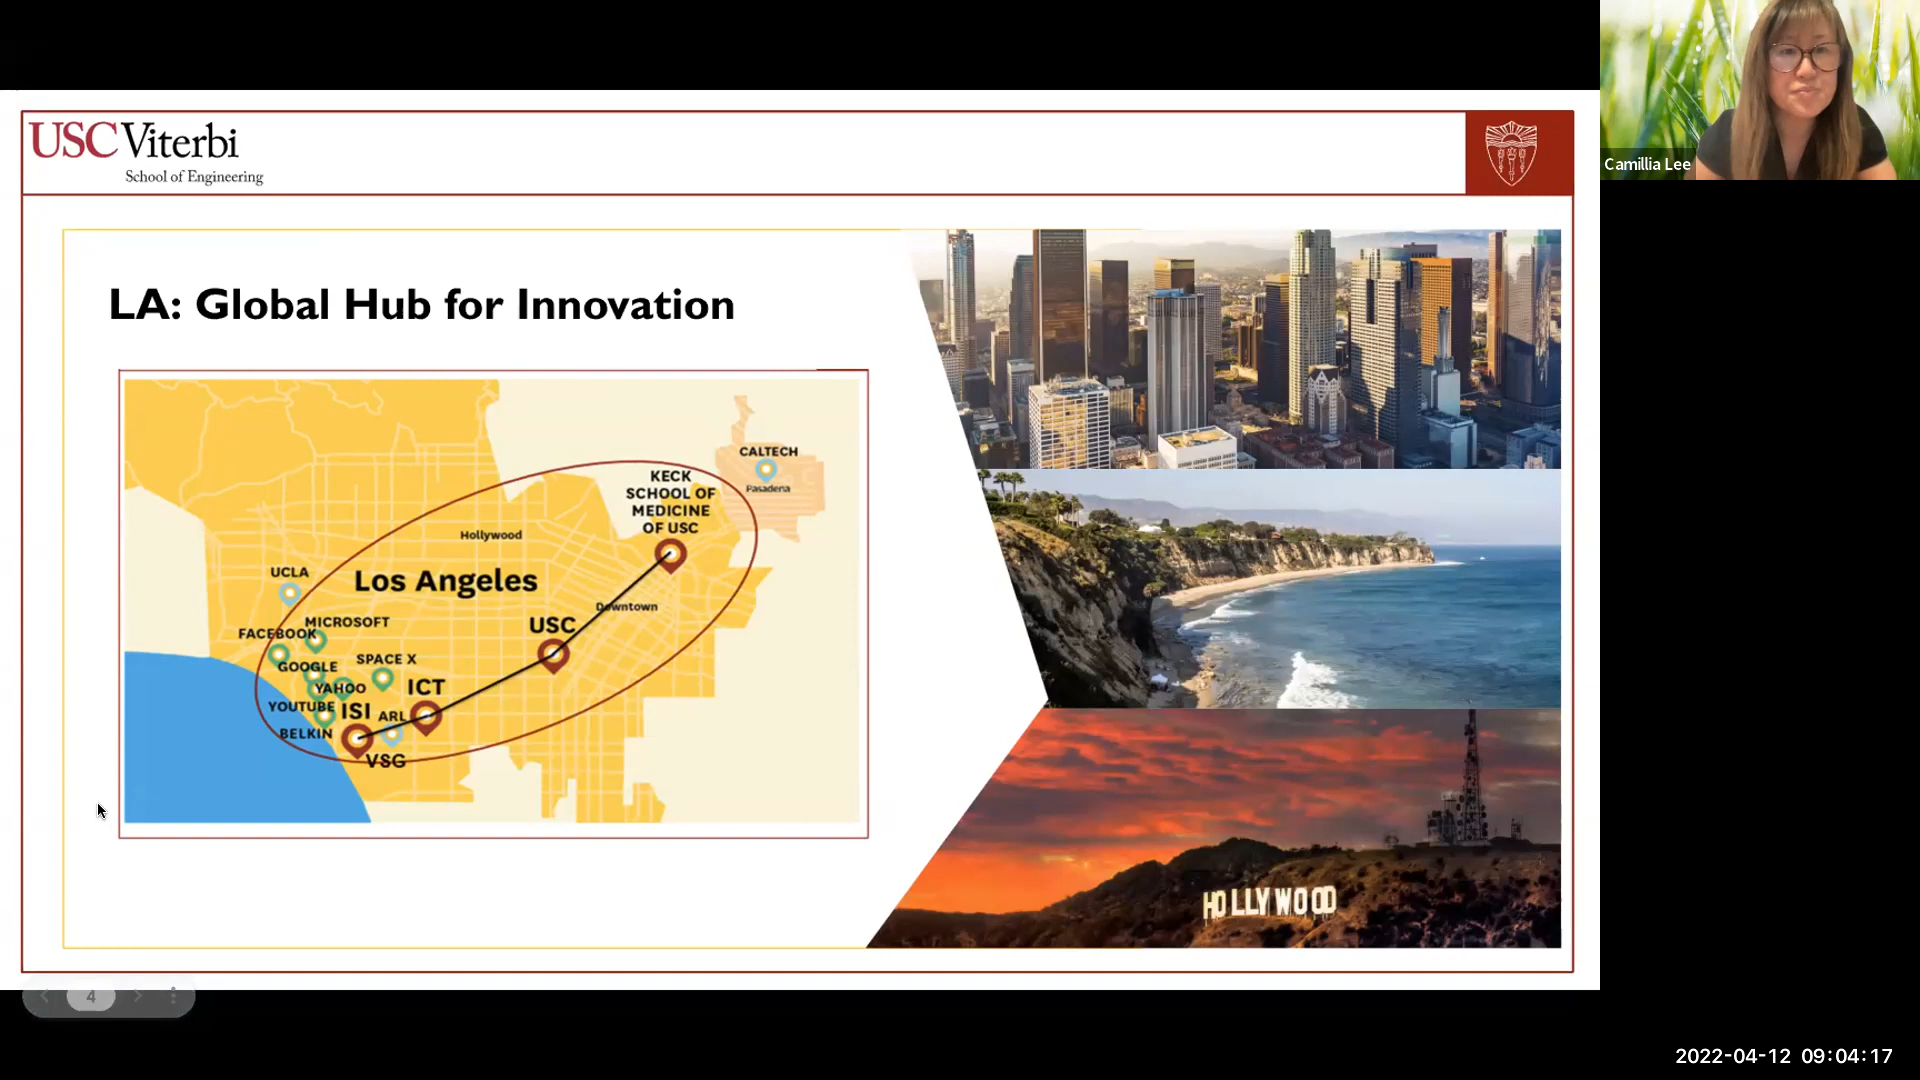 USC Viterbi
School of Engineering
Camillia Lee
LA: Global Hub for Innovation
CALTECH
Pasadena
KECK
SCHOOL OF
MEDICINE
OF USC
Hollywood
UCLA
Los Angeles
Downtown
MICROSOFT
USC
FACEBOOK
GOOGLE
SPACE X
YAHOO
ICT
YOUTUBE
ISI
ARL
BELKIN
VSG
HOLLYWOOD
4
2022-04-12 09:04:17